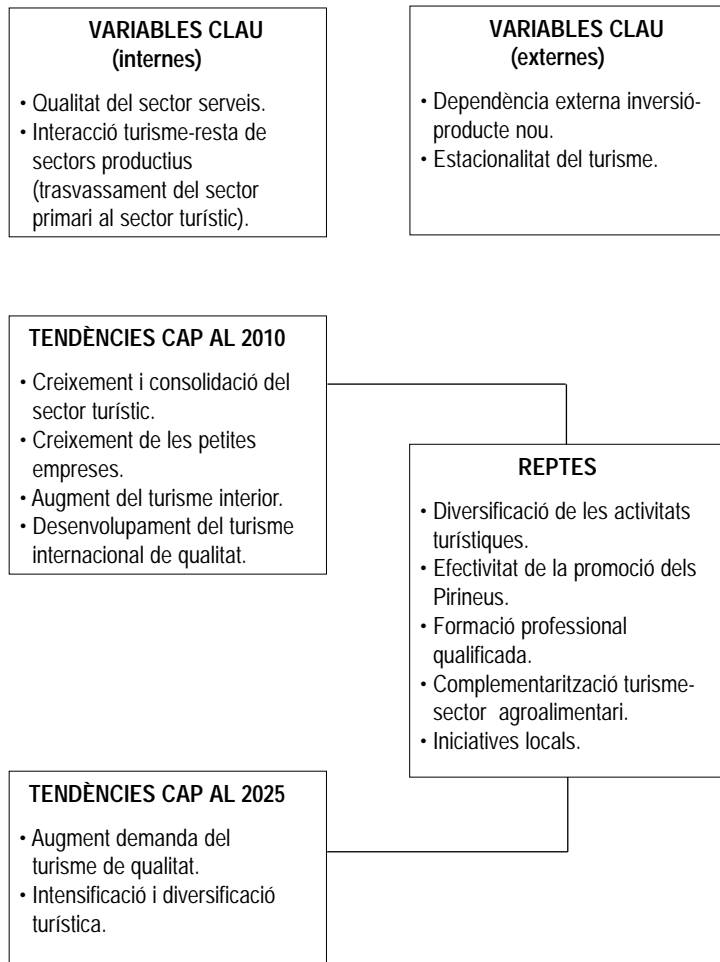 VARIABLES CLAU
(internes)
• Qualitat del sector serveis.
• Interacció turisme-resta de
sectors productius
(trasvassament del sector
primari al sector turístic).
VARIABLES CLAU
(externes)
• Dependència externa inversió-
producte nou.
• Estacionalitat del turisme.
TENDÈNCIES CAP AL 2010
• Creixement i consolidació del
sector turístic.
• Creixement de les petites
empreses.
• Augment del turisme interior.
• Desenvolupament del turisme
internacional de qualitat.
REPTES
• Diversificació de les activitats
turístiques.
• Efectivitat de la promoció dels
Pirineus.
• Formació professional
qualificada.
• Complementarització turisme-
sector agroalimentari.
• Iniciatives locals.
TENDÈNCIES CAP AL 2025
• Augment demanda del
turisme de qualitat.
• Intensificació i diversificació
turística.